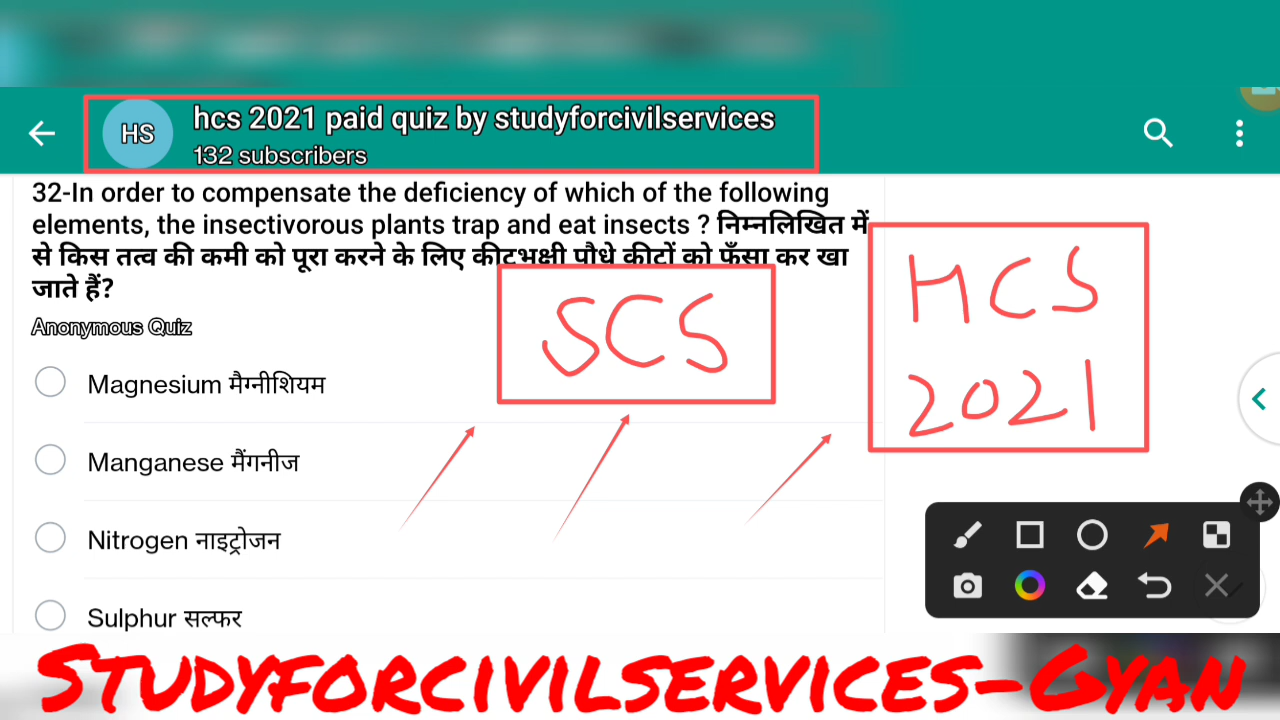 HS
hcs 2021 paid quiz by studyforcivilservices
132 subscribers
32-In order to compensate the deficiency of which of the following
elements, the insectivorous plants trap and eat insects ? निम्नलिखित में
से किस तत्व की कमी को पूरा करने के लिए कीटभक्षी पौधे कीटों को फँसा कर खा
जाते हैं?
Anonymous Quiz
SCS
HCS
2021
Magnesium मैग्नीशियम
Manganese मैंगनीज
Nitrogen नाइट्रोजन
Sulphur सल्फर
STUDYFORCIVILSERVICES-GYAN